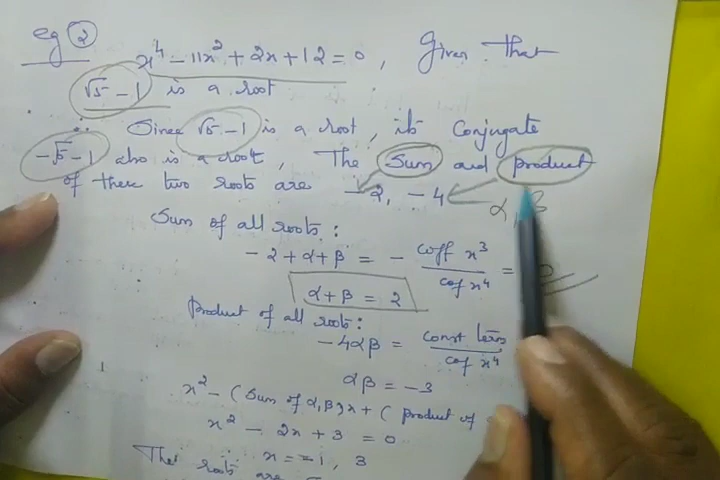 eg ②
x⁴ - 11x² + 2x + 12 = 0, Given that
√5 - 1 is a root
∴ Since √5 - 1 is a root, its Conjugate
-√5 - 1 also is a root, The Sum and product
of these two roots are -2, -4 α, β
Sum of all roots:
-2 + α + β = - coff x³ / cof x⁴ = 0
α + β = 2
Product of all roots:
-4αβ = const term / cof x⁴
αβ = -3
x² - (Sum of α, β)x + (product of
x² - 2x + 3 = 0
x = -1, 3
The roots are